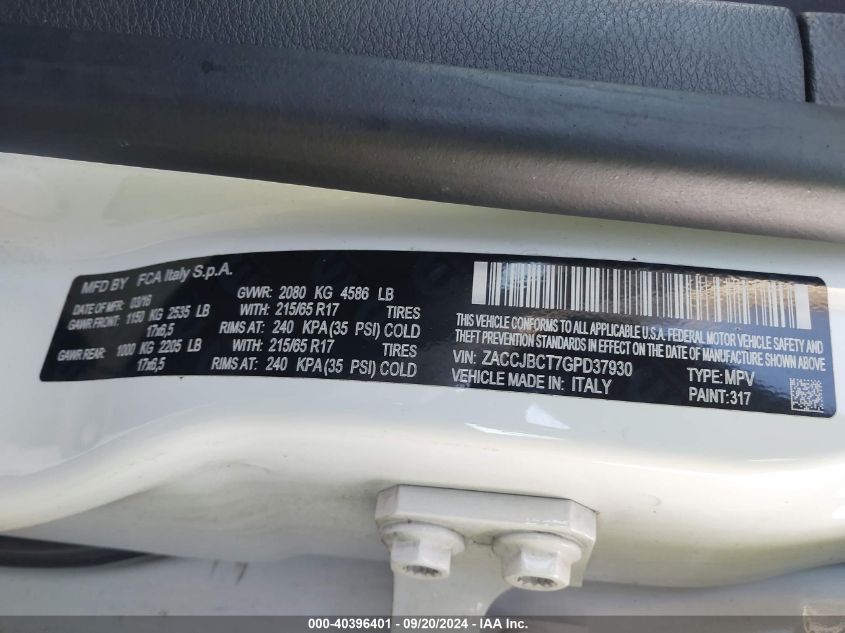 MFD BY FCA Italy S.p.A.
DATE OF MFR 03/16 GVWR: 2080 KG 4586 LB
GAWR FRONT: 1150 KG 2535 LB WITH: 215/65 R17 TIRES
17x6,5 RIMS AT: 240 KPA(35 PSI) COLD
GAWR REAR: 1000 KG 2205 LB WITH: 215/65 R17 TIRES
17x6,5 RIMS AT: 240 KPA(35 PSI) COLD
THIS VEHICLE CONFORMS TO ALL APPLICABLE U.S.A. FEDERAL MOTOR VEHICLE SAFETY AND
THEFT PREVENTION STANDARDS IN EFFECT ON THE DATE OF MANUFACTURE SHOWN ABOVE.
VIN: ZACCJBCT7GPD37930 TYPE: MPV
VEHICLE MADE IN: ITALY PAINT: 317
000-40396401 - 09/20/2024 - IAA Inc.